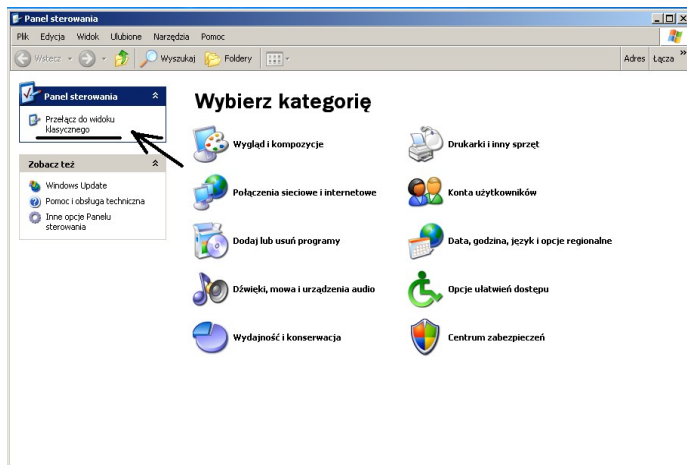 Panel sterowania
Plik Edycja Widok Ulubione Narzędzia Pomoc
Wstecz Wyszukaj Foldery Adres Łącza »
Panel sterowania
Przełącz do widoku
klasycznego
Zobacz też
Windows Update
Pomoc i obsługa techniczna
Inne opcje Panelu
sterowania
Wybierz kategorię
Wygląd i kompozycje
Drukarki i inny sprzęt
Połączenia sieciowe i internetowe
Konta użytkowników
Dodaj lub usuń programy
Data, godzina, język i opcje regionalne
Dźwięki, mowa i urządzenia audio
Opcje ułatwień dostępu
Wydajność i konserwacja
Centrum zabezpieczeń